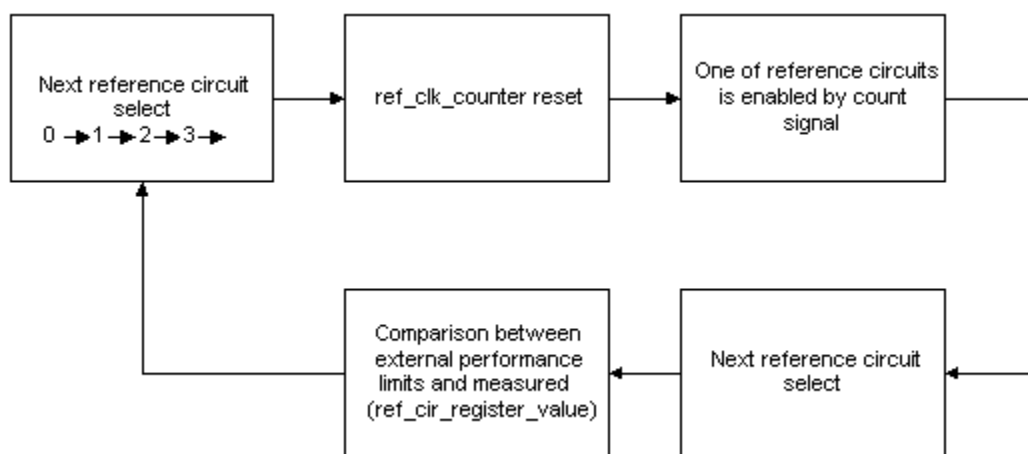 Next reference circuit
select
0 1 2 3
ref_clk_counter reset
One of reference circuits
is enabled by count
signal
Comparison between
external performance
limits and measured
(ref_cir_register_value)
Next reference circuit
select